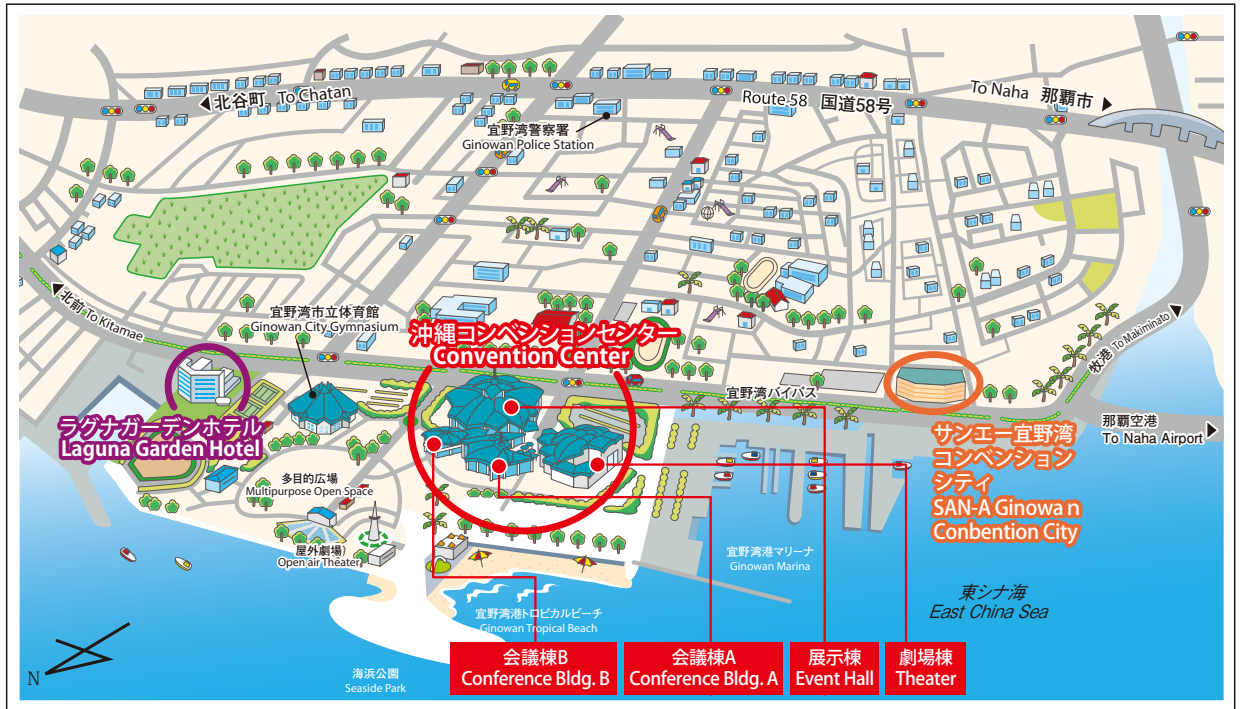 北谷町 To Chatan
Route 58 国道58号
To Naha 那覇市
宜野湾警察署
Ginowan Police Station
北前 To Kitamae
宜野湾市立体育館
Ginowan City Gymnasium
沖縄コンベンションセンター
Convention Center
牧港 To Makiminato
宜野湾バイパス
那覇空港
To Naha Airport
ラグナガーデンホテル
Laguna Garden Hotel
サンエー宜野湾
コンベンション
シティ
SAN-A Ginowa n
Conbention City
多目的広場
Multipurpose Open Space
屋外劇場)
Open air Theater
宜野湾港マリーナ
Ginowan Marina
東シナ海
East China Sea
宜野湾港トロピカルビーチ
Ginowan Tropical Beach
海浜公園
Seaside Park
N
会議棟B
Conference Bldg. B
会議棟A
Conference Bldg. A
展示棟
Event Hall
劇場棟
Theater